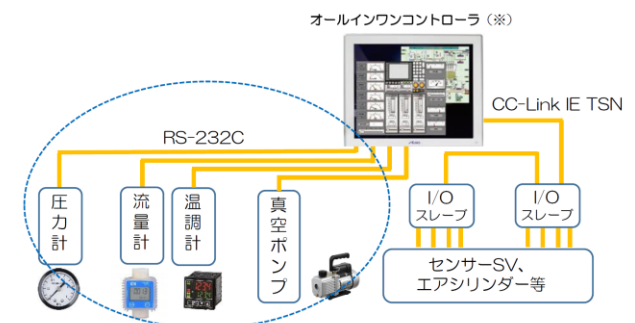 オールインワンコントローラ（※）
CC-Link IE TSN
RS-232C
圧力計
流量計
温調計
真空ポンプ
I/O
スレーブ
I/O
スレーブ
センサーSV、
エアシリンダー等